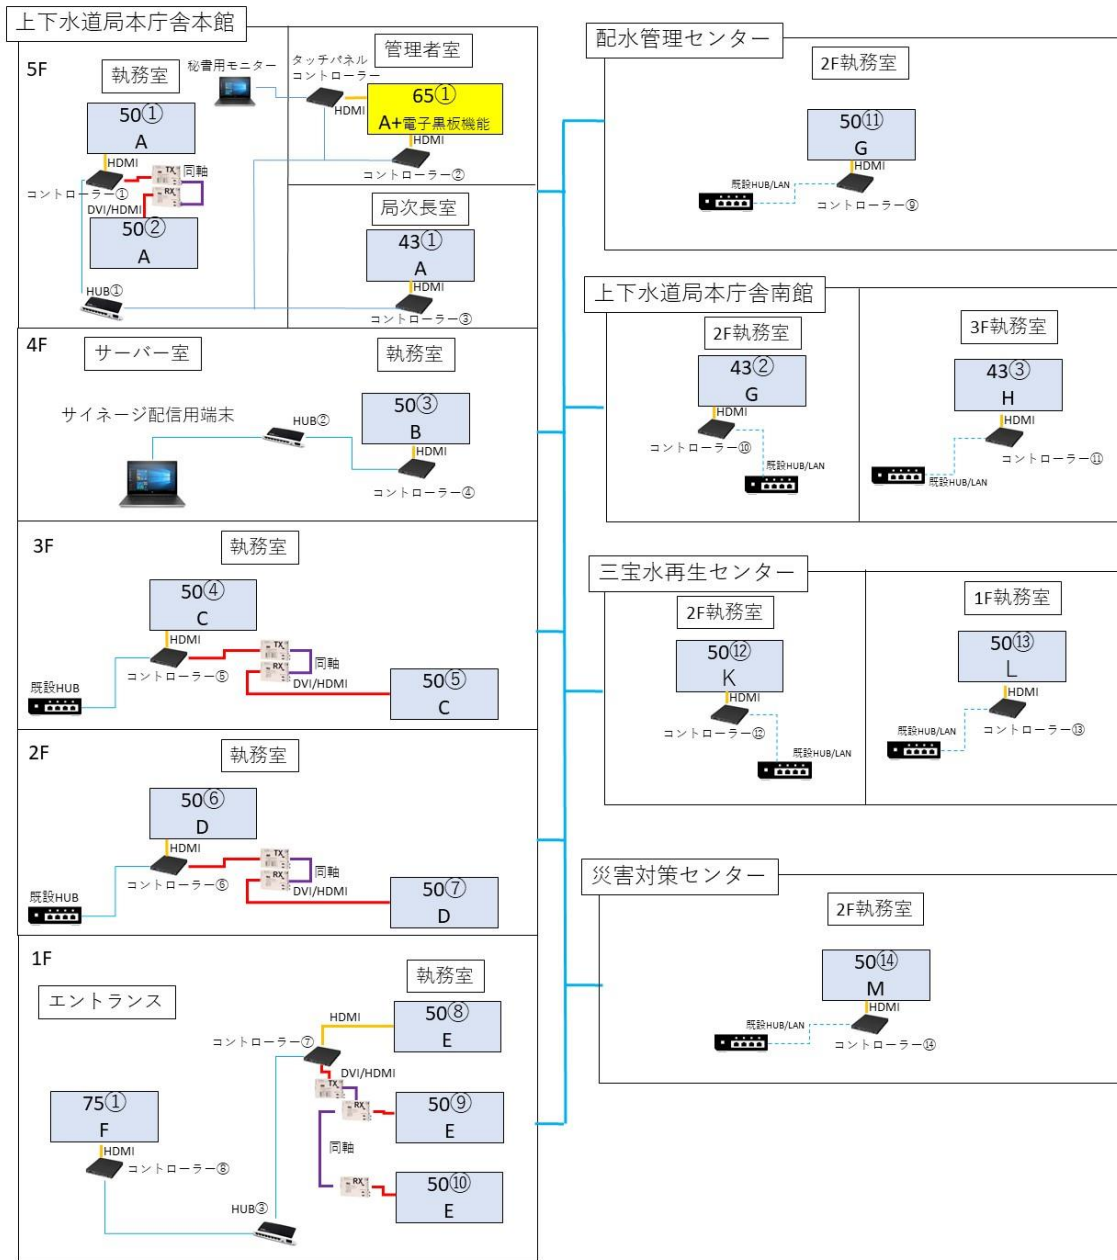 上下水道局本庁舎本館
5F
執務室
50①
A
HDMI
コントローラー①
TX
同軸
RX
DVI/HDMI
50②
A
HUB①
秘書用モニター
タッチパネル
コントローラー
HDMI
管理者室
65①
A+電子黒板機能
HDMI
コントローラー②
局次長室
43①
A
HDMI
コントローラー③
4F
サーバー室
サイネージ配信用端末
HUB②
執務室
50③
B
HDMI
コントローラー④
3F
執務室
50④
C
HDMI
コントローラー⑤
既設HUB
TX
RX
同軸
DVI/HDMI
50⑤
C
2F
執務室
50⑥
D
HDMI
コントローラー⑥
既設HUB
TX
RX
同軸
DVI/HDMI
50⑦
D
1F
エントランス
執務室
HDMI
50⑧
E
コントローラー⑦
DVI/HDMI
TX
RX
50⑨
E
同軸
RX
50⑩
E
75①
F
HDMI
コントローラー⑧
HUB③
配水管理センター
2F執務室
50⑪
G
HDMI
既設HUB/LAN
コントローラー⑨
上下水道局本庁舎南館
2F執務室
43②
G
HDMI
コントローラー⑩
既設HUB/LAN
3F執務室
43③
H
HDMI
コントローラー⑪
既設HUB/LAN
三宝水再生センター
2F執務室
50⑫
K
HDMI
コントローラー⑫
既設HUB/LAN
1F執務室
50⑬
L
HDMI
コントローラー⑬
既設HUB/LAN
災害対策センター
2F執務室
50⑭
M
HDMI
既設HUB/LAN
コントローラー⑭